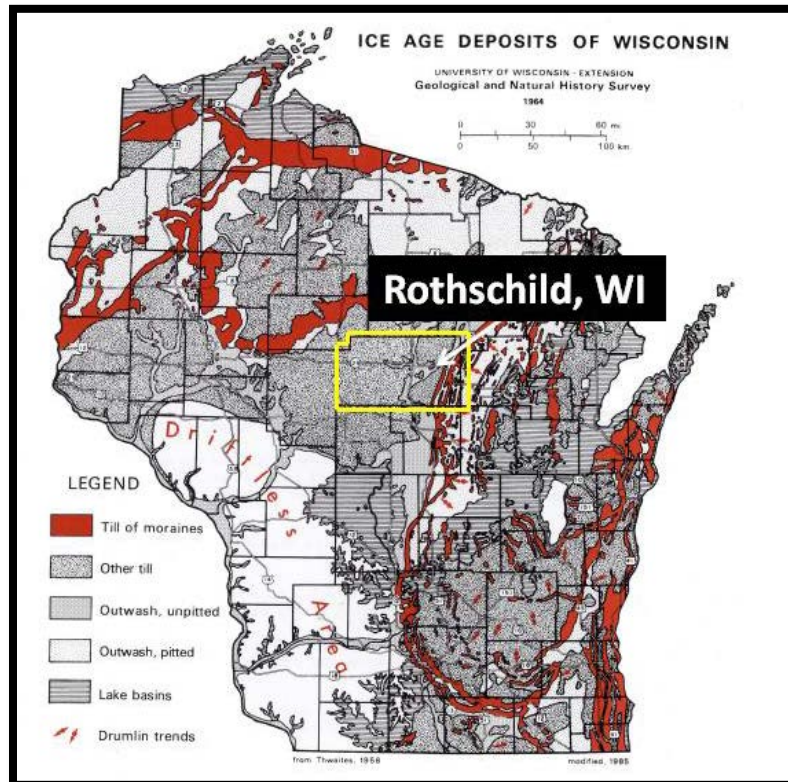 ICE AGE DEPOSITS OF WISCONSIN
UNIVERSITY OF WISCONSIN - EXTENSION
Geological and Natural History Survey
1964
0 30 60 mi
0 50 100 km
Rothschild, WI
Driftless
Area
LEGEND
Till of moraines
Other till
Outwash, unpitted
Outwash, pitted
Lake basins
Drumlin trends
from Thwaites, 1956
modified, 1985